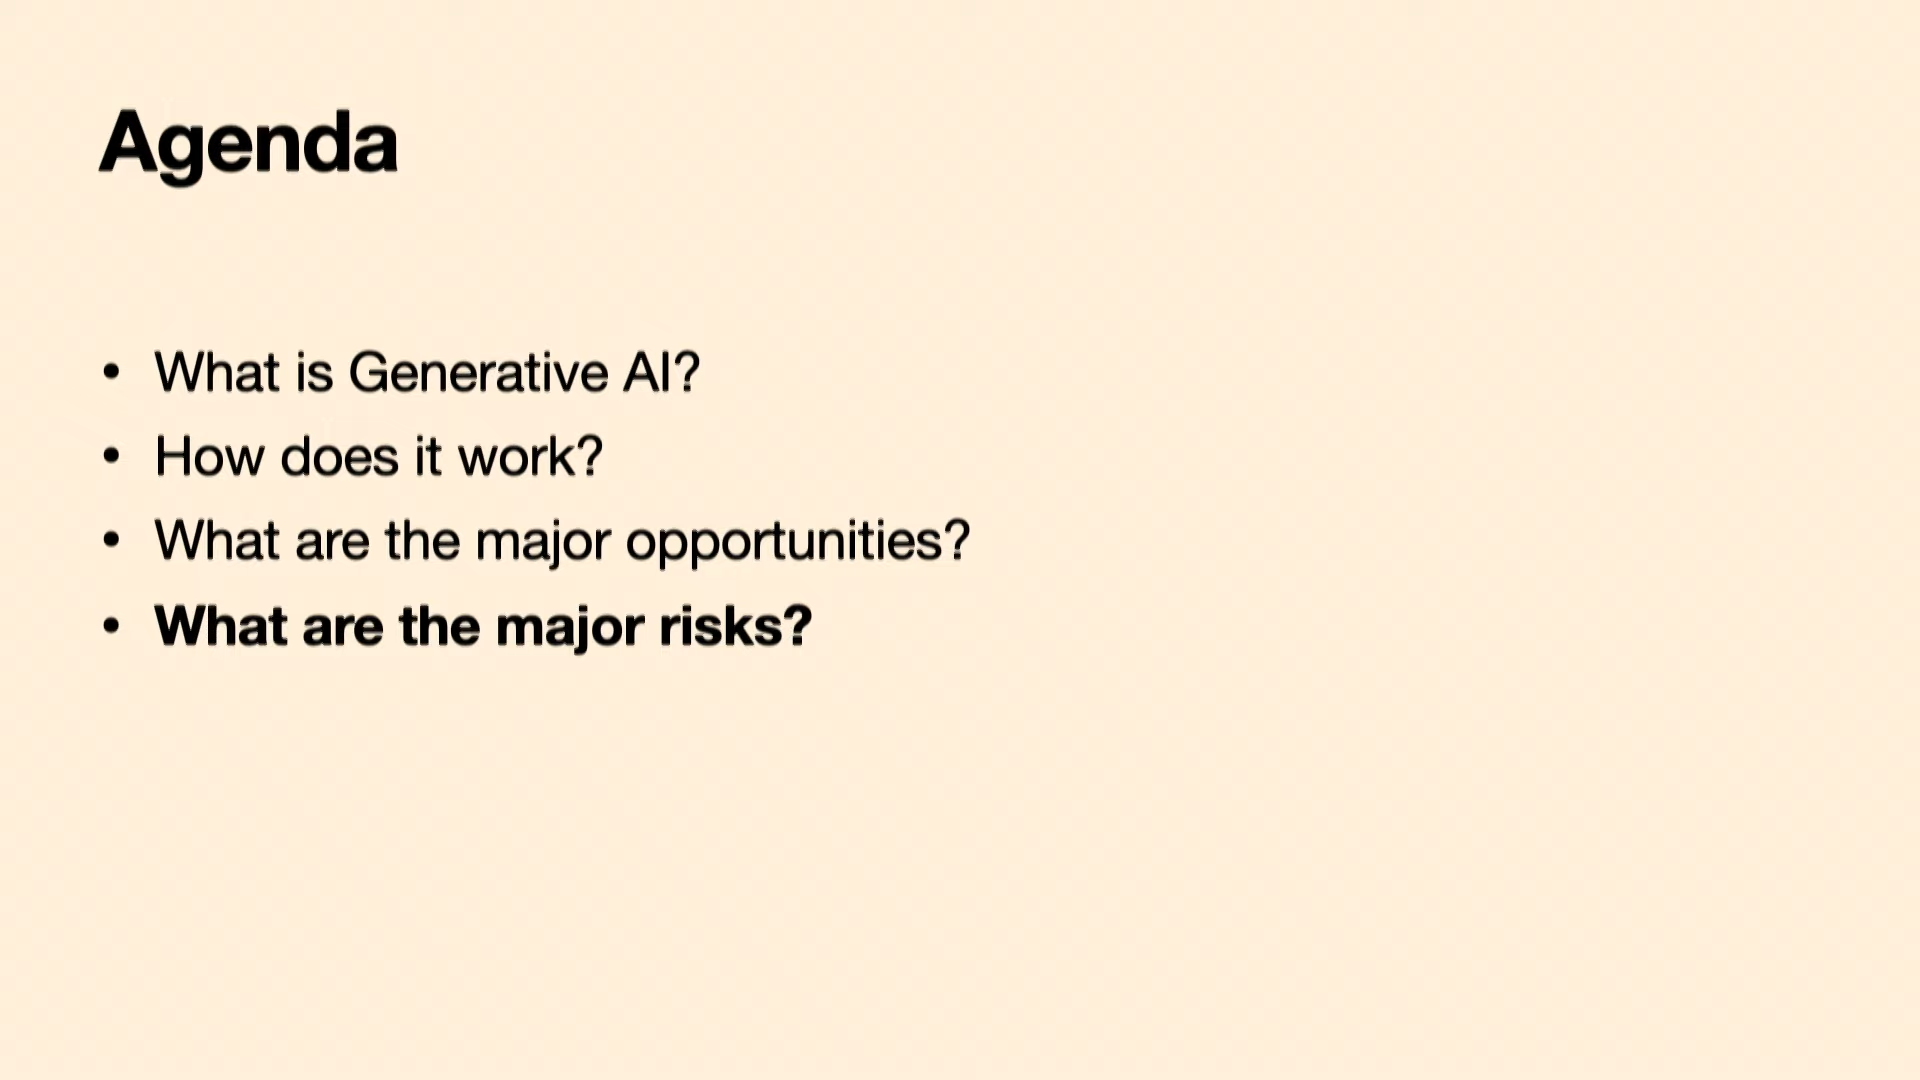 Agenda
• What is Generative AI?
• How does it work?
• What are the major opportunities?
• What are the major risks?